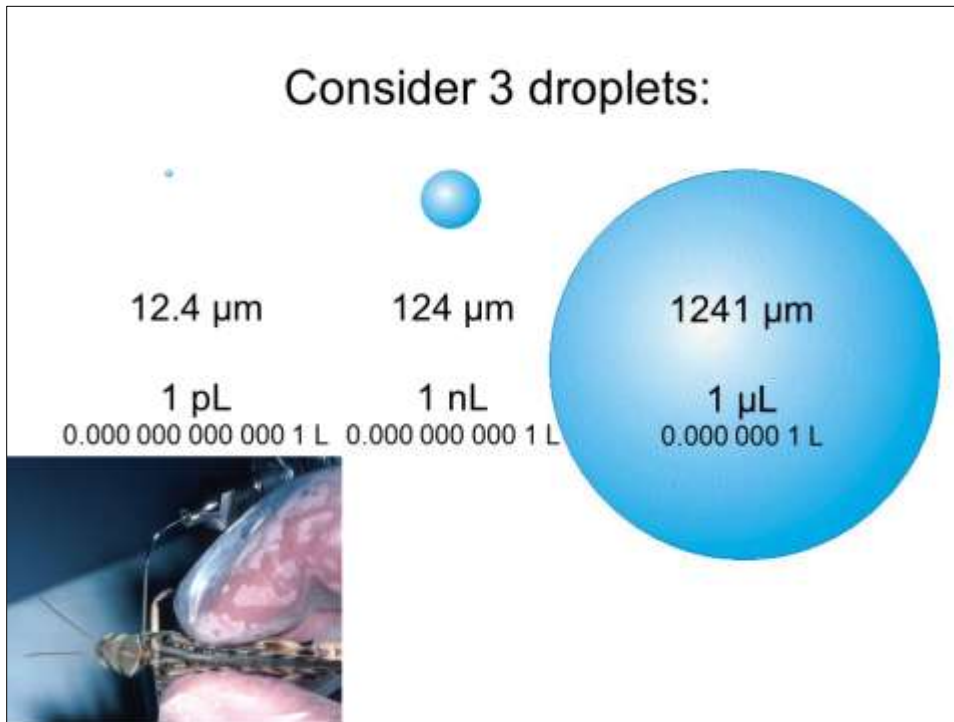 Consider 3 droplets:
12.4 µm 124 µm 1241 µm
1 pL 1 nL 1 µL
0.000 000 000 000 1 L 0.000 000 000 1 L 0.000 000 1 L